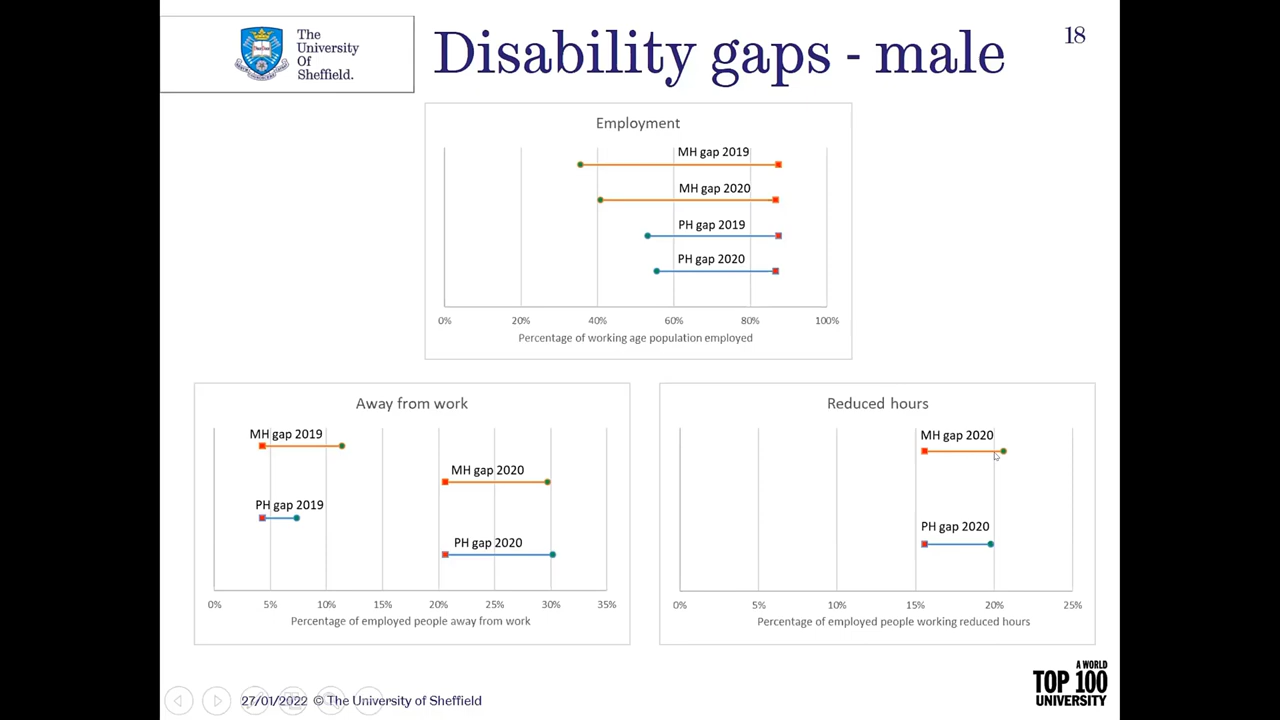 The
University
Of
Sheffield.
Disability gaps - male
18
Employment
MH gap 2019
MH gap 2020
PH gap 2019
PH gap 2020
0% 20% 40% 60% 80% 100%
Percentage of working age population employed
Away from work
MH gap 2019
MH gap 2020
PH gap 2019
PH gap 2020
0% 5% 10% 15% 20% 25% 30% 35%
Percentage of employed people away from work
Reduced hours
MH gap 2020
PH gap 2020
0% 5% 10% 15% 20% 25%
Percentage of employed people working reduced hours
27/01/2022 © The University of Sheffield
A WORLD
TOP 100
UNIVERSITY